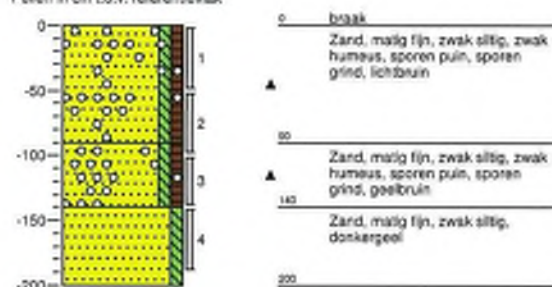 0
0 braak
Zand, matig fijn, zwak siltig, zwak
humeus, sporen puin, sporen
grind, lichtbruin
1
-50
2
90
-100
Zand, matig fijn, zwak siltig, zwak
humeus, sporen puin, sporen
grind, geelbruin
3
140
-150
Zand, matig fijn, zwak siltig,
donkergeel
4
-200
200